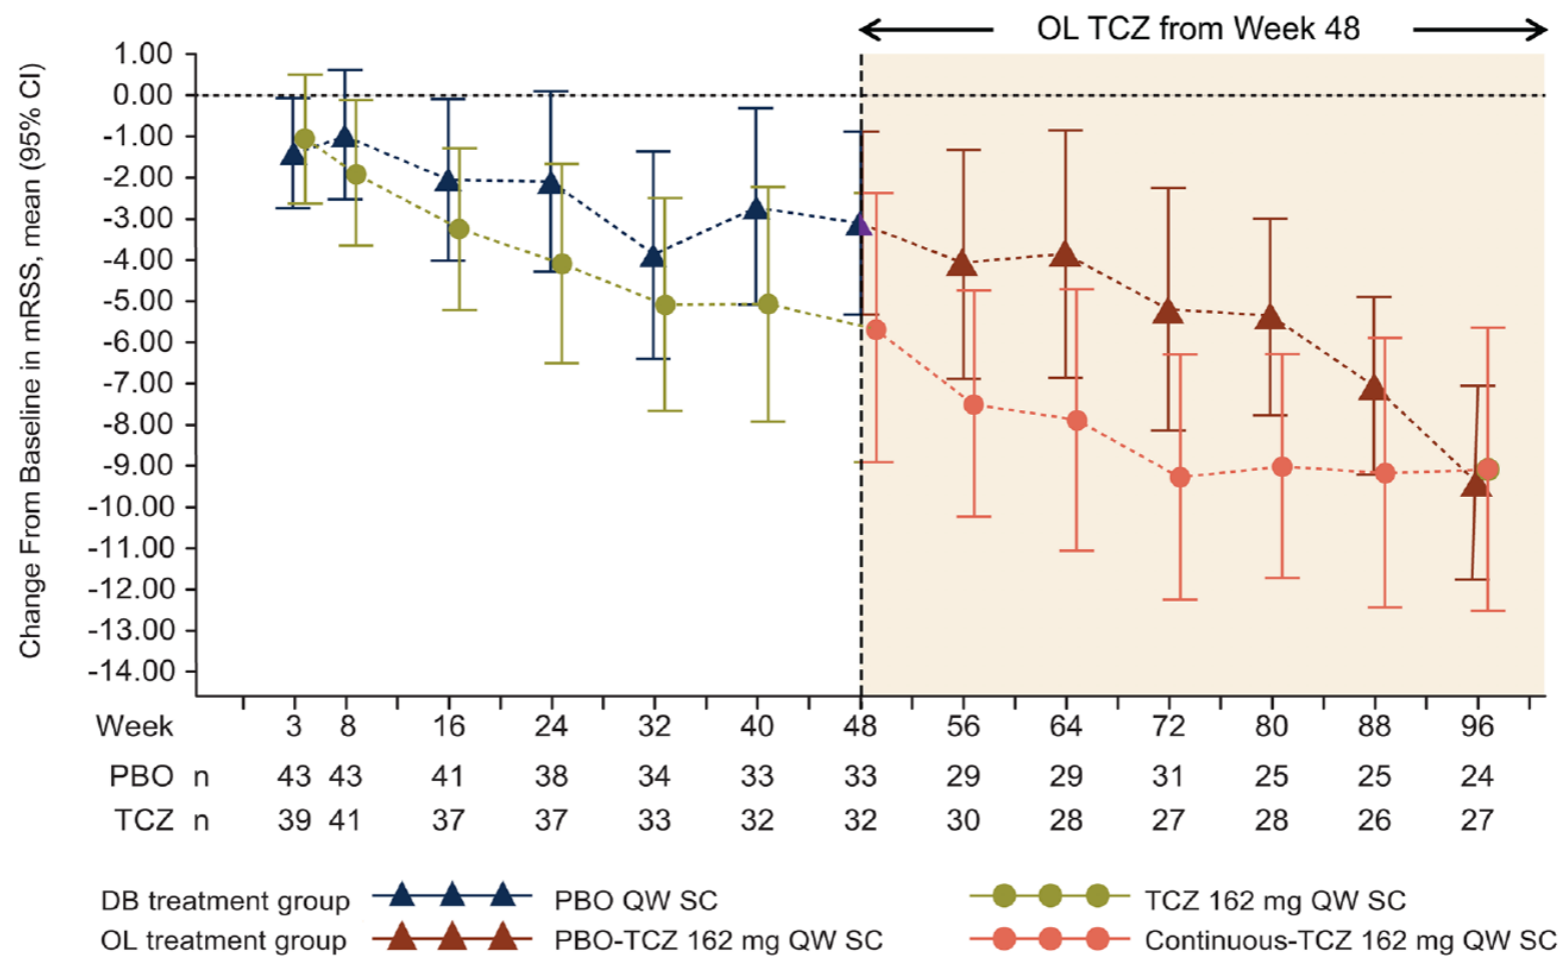 OL TCZ from Week 48
Change From Baseline in mRSS, mean (95% CI)
1.00
0.00
-1.00
-2.00
-3.00
-4.00
-5.00
-6.00
-7.00
-8.00
-9.00
-10.00
-11.00
-12.00
-13.00
-14.00
Week 3 8 16 24 32 40 48 56 64 72 80 88 96
PBO n 43 43 41 38 34 33 33 29 29 31 25 25 24
TCZ n 39 41 37 37 33 32 32 30 28 27 28 26 27
DB treatment group PBO QW SC TCZ 162 mg QW SC
OL treatment group PBO-TCZ 162 mg QW SC Continuous-TCZ 162 mg QW SC